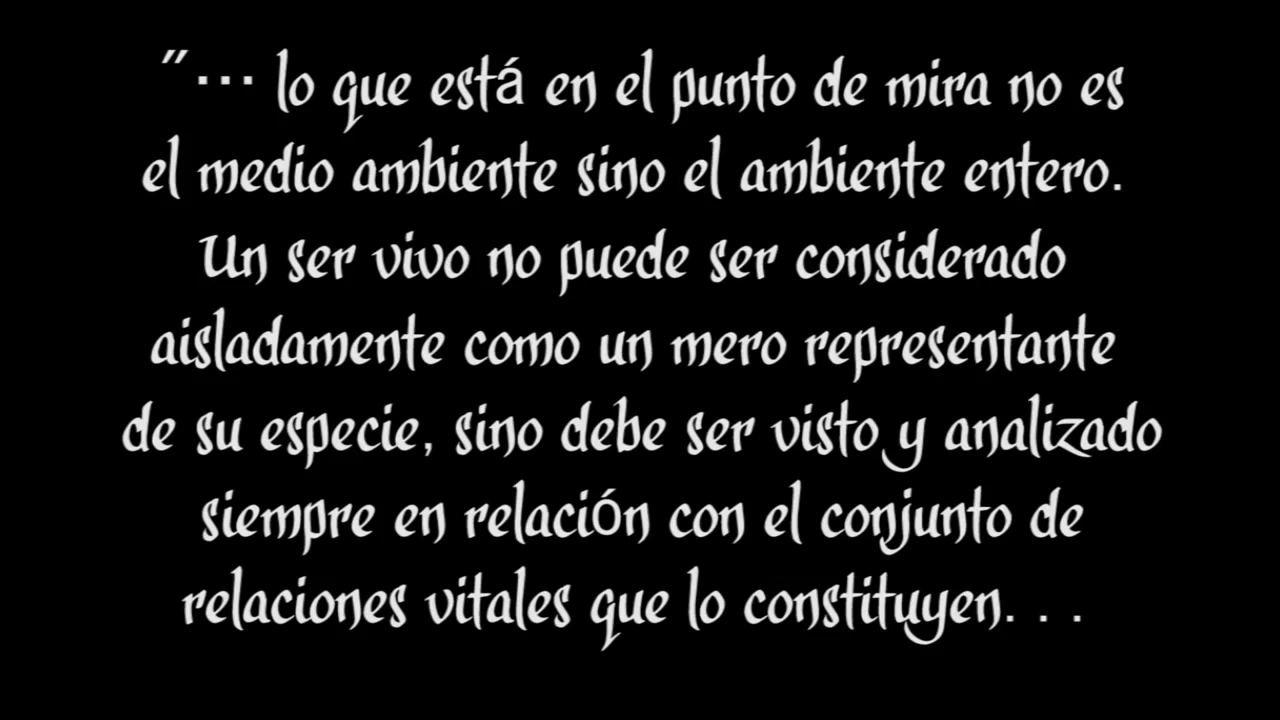 "... lo que está en el punto de mira no es
el medio ambiente sino el ambiente entero.
Un ser vivo no puede ser considerado
aisladamente como un mero representante
de su especie, sino debe ser visto y analizado
siempre en relación con el conjunto de
relaciones vitales que lo constituyen. . .